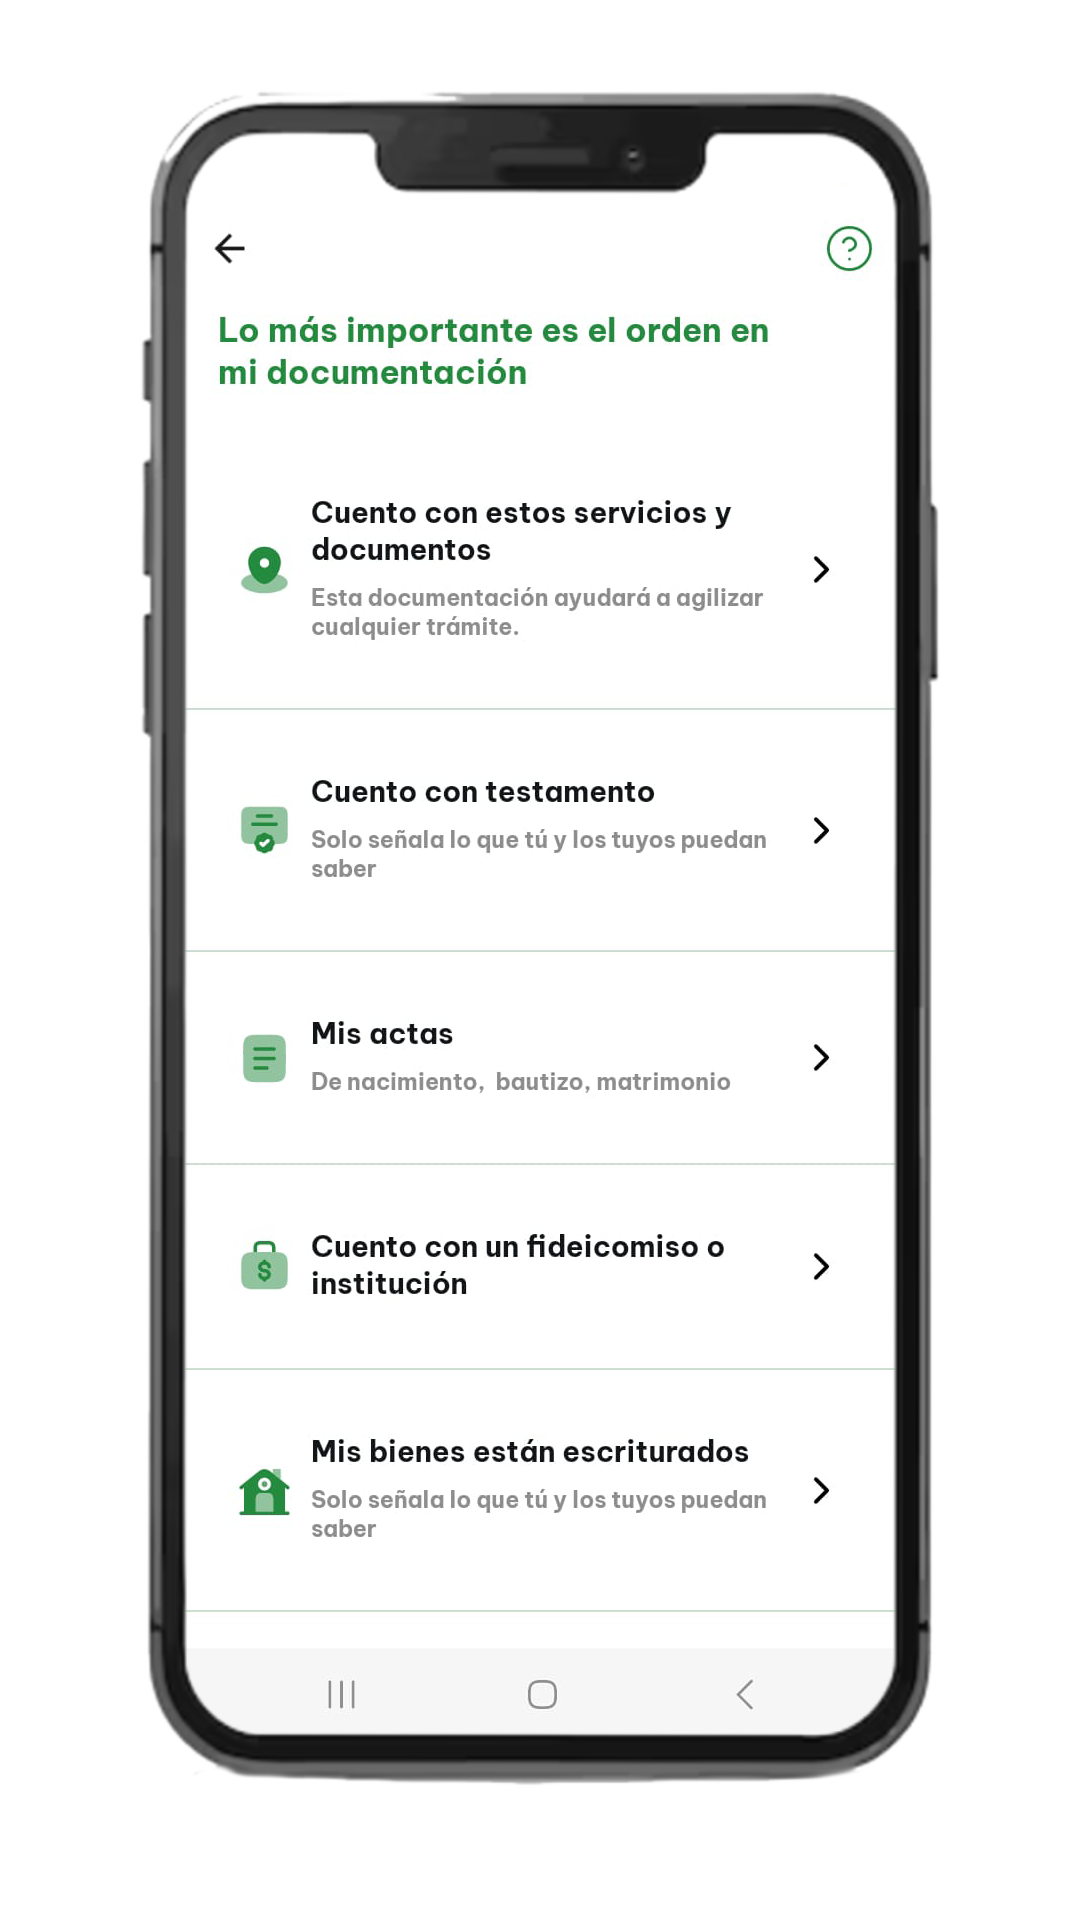 Lo más importante es el orden en
mi documentación
Cuento con estos servicios y
documentos
Esta documentación ayudará a agilizar
cualquier trámite.
Cuento con testamento
Solo señala lo que tú y los tuyos puedan
saber
Mis actas
De nacimiento,  bautizo, matrimonio
Cuento con un fideicomiso o
institución
Mis bienes están escriturados
Solo señala lo que tú y los tuyos puedan
saber